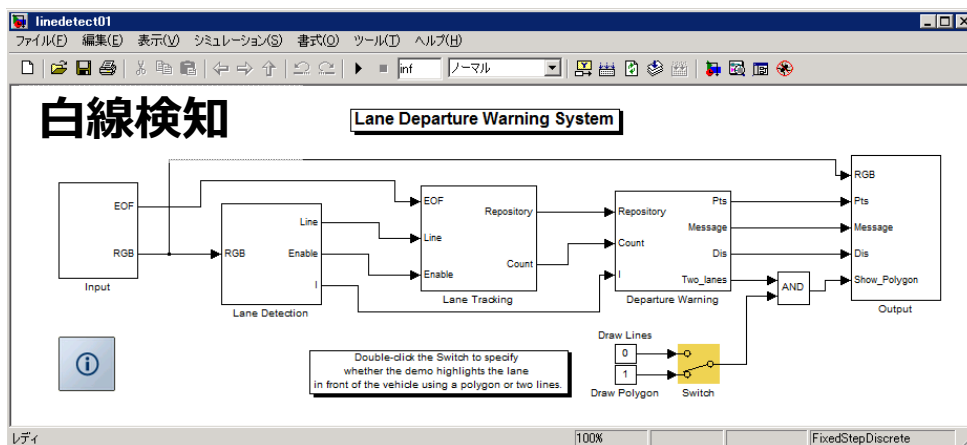 linedetect01
ファイル(F) 編集(E) 表示(V) シミュレーション(S) 書式(O) ツール(T) ヘルプ(H)
inf ノーマル
白線検知
Lane Departure Warning System
EOF
RGB
Input
RGB
Line
Enable
I
Lane Detection
EOF
Line
Enable
Repository
Count
Lane Tracking
Repository
Count
I
Pts
Message
Dis
Two_lanes
Departure Warning
AND
RGB
Pts
Message
Dis
Show_Polygon
Output
Double-click the Switch to specify
whether the demo highlights the lane
in front of the vehicle using a polygon or two lines.
Draw Lines
0
1
Draw Polygon
Switch
レディ 100% FixedStepDiscrete